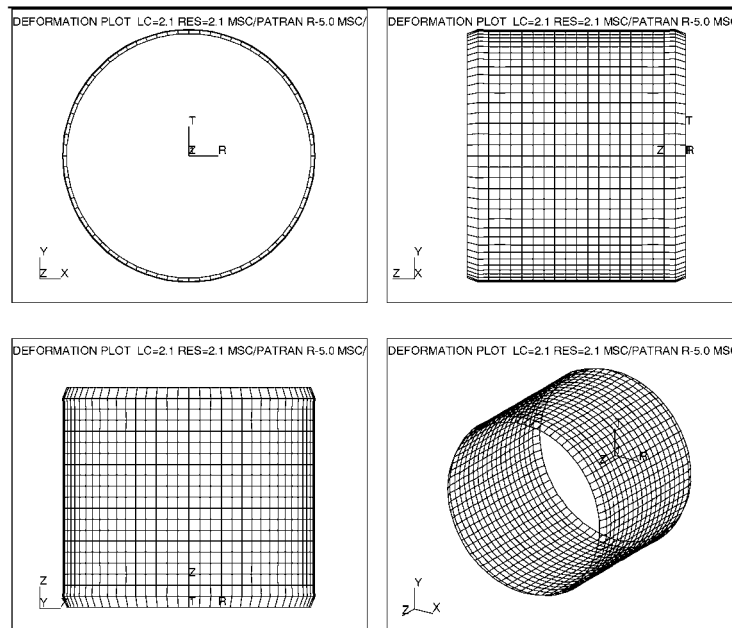 DEFORMATION PLOT LC=2.1 RES=2.1 MSC/PATRAN R-5.0 MSC/
T
Z R
Y
Z X
DEFORMATION PLOT LC=2.1 RES=2.1 MSC/PATRAN R-5.0 MSC
T
Z R
Y
Z X
DEFORMATION PLOT LC=2.1 RES=2.1 MSC/PATRAN R-5.0 MSC/
Z
T R
Z
Y
DEFORMATION PLOT LC=2.1 RES=2.1 MSC/PATRAN R-5.0 MSC
T
Z R
Y
Z X